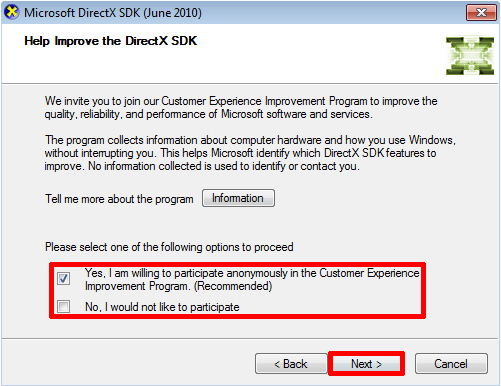 Microsoft DirectX SDK (June 2010)
Help Improve the DirectX SDK
We invite you to join our Customer Experience Improvement Program to improve the
quality, reliability, and performance of Microsoft software and services.
The program collects information about computer hardware and how you use Windows,
without interrupting you. This helps Microsoft identify which DirectX SDK features to
improve. No information collected is used to identify or contact you.
Tell me more about the program Information
Please select one of the following options to proceed
Yes, I am willing to participate anonymously in the Customer Experience
Improvement Program. (Recommended)
No, I would not like to participate
< Back Next > Cancel